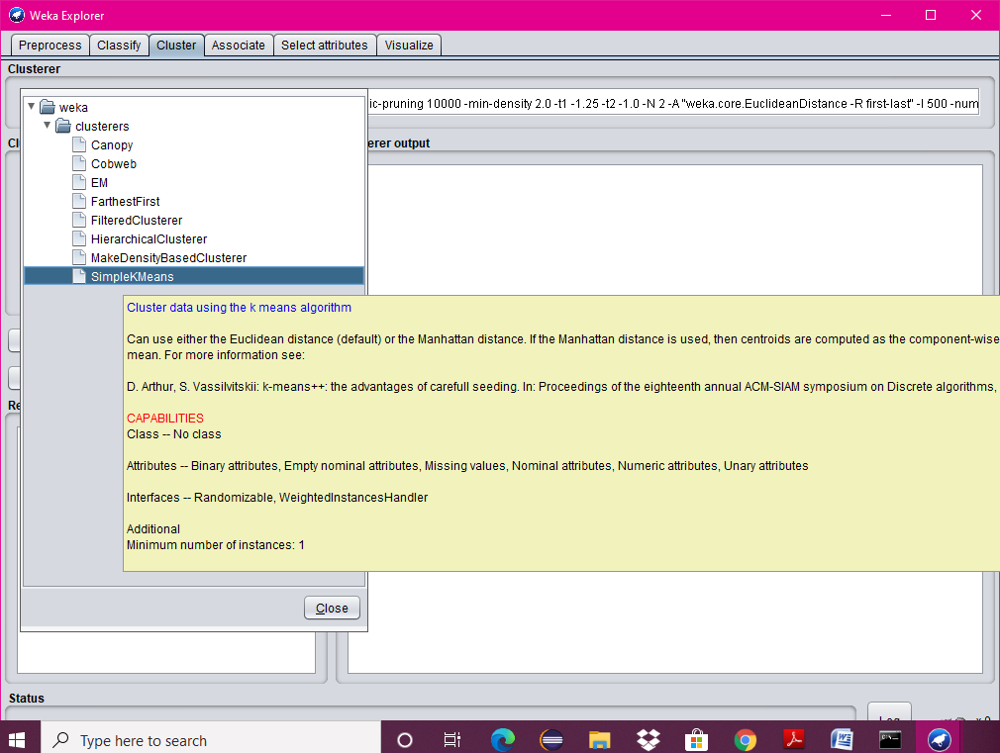 Weka Explorer
Preprocess Classify Cluster Associate Select attributes Visualize
Clusterer
ic-pruning 10000 -min-density 2.0 -t1 -1.25 -t2 -1.0 -N 2 -A "weka.core.EuclideanDistance -R first-last" -I 500 -num
weka
clusterers
Cl
erer output
Canopy
Cobweb
EM
FarthestFirst
FilteredClusterer
HierarchicalClusterer
MakeDensityBasedClusterer
SimpleKMeans
Cluster data using the k means algorithm
Can use either the Euclidean distance (default) or the Manhattan distance. If the Manhattan distance is used, then centroids are computed as the component-wise
mean. For more information see:
D. Arthur, S. Vassilvitskii: k-means++: the advantages of carefull seeding. In: Proceedings of the eighteenth annual ACM-SIAM symposium on Discrete algorithms,
Re
CAPABILITIES
Class -- No class
Attributes -- Binary attributes, Empty nominal attributes, Missing values, Nominal attributes, Numeric attributes, Unary attributes
Interfaces -- Randomizable, WeightedInstancesHandler
Additional
Minimum number of instances: 1
Close
Status
Log
x 0
Type here to search